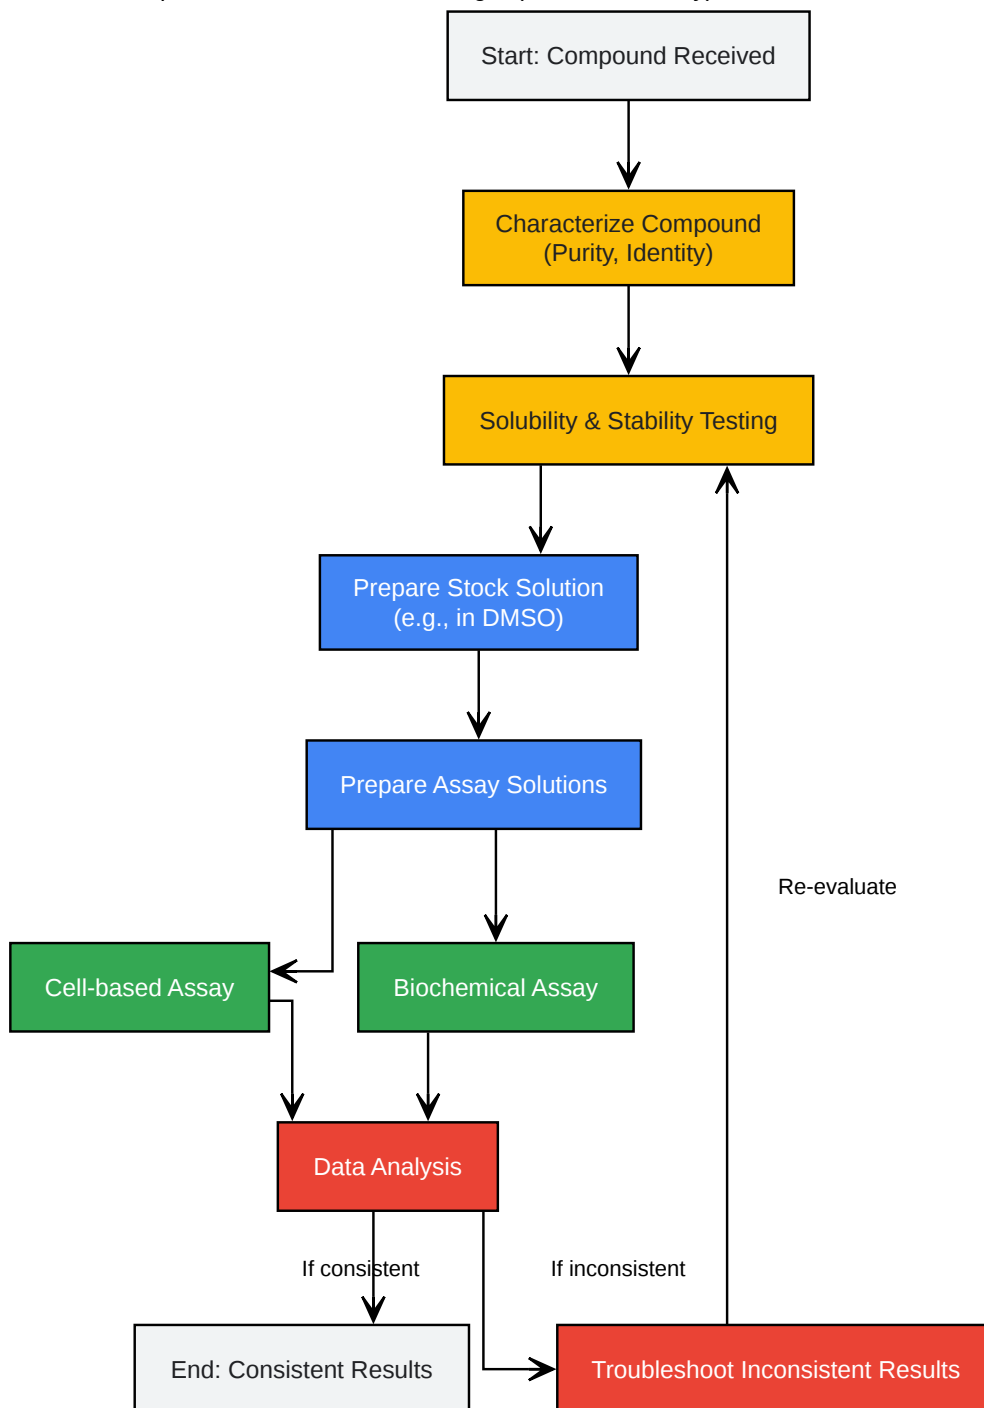 Start: Compound Received
Characterize Compound
(Purity, Identity)
Solubility & Stability Testing
Prepare Stock Solution
(e.g., in DMSO)
Prepare Assay Solutions
Re-evaluate
Cell-based Assay
Biochemical Assay
Data Analysis
If consistent
If inconsistent
End: Consistent Results
Troubleshoot Inconsistent Results